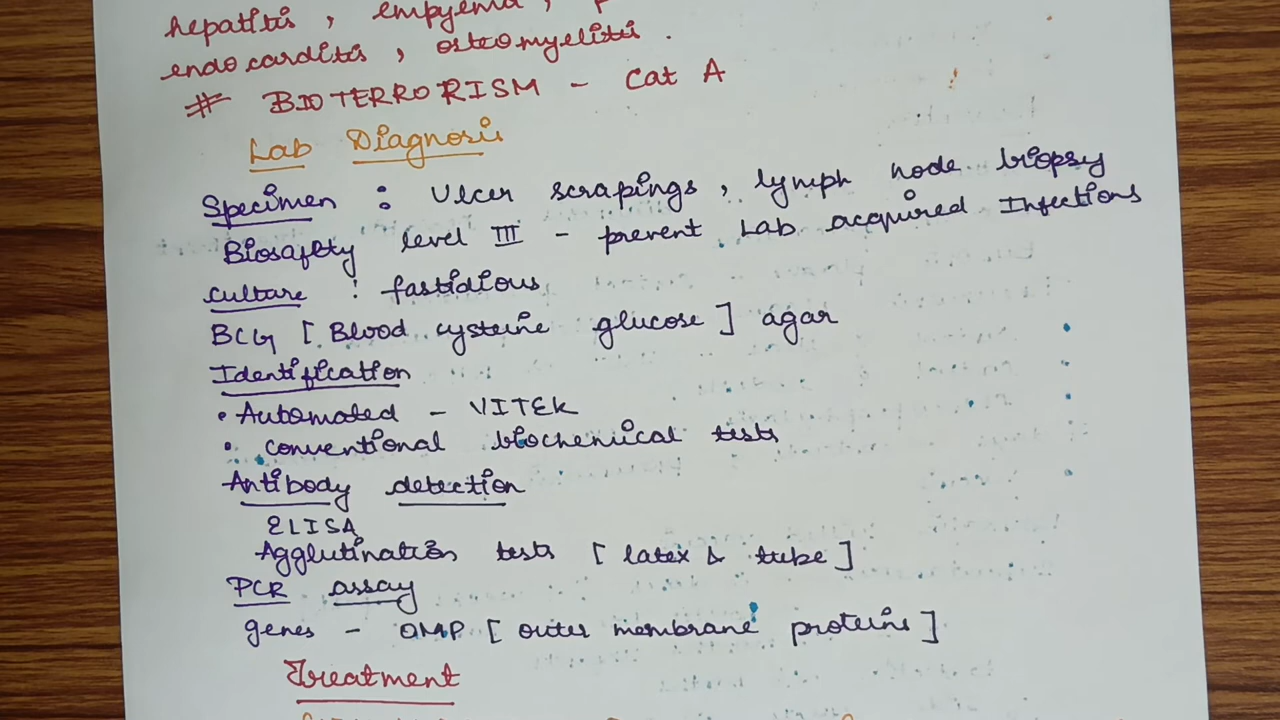 hepatitis , empyema ,
endocarditis , osteomyelitis .
# BIOTERRORISM - Cat A
Lab Diagnosis
Specimen : Ulcer scrapings , lymph node biopsy
Biosafety level III - prevent Lab acquired Infections
Culture : fastidious
BCG [ Blood cysteine glucose ] agar
Identification
• Automated - VITEK
• conventional biochemical tests
Antibody detection
ELISA
Agglutination tests [ latex & tube ]
PCR assay
genes - OMP [ outer membrane proteins ]
Treatment